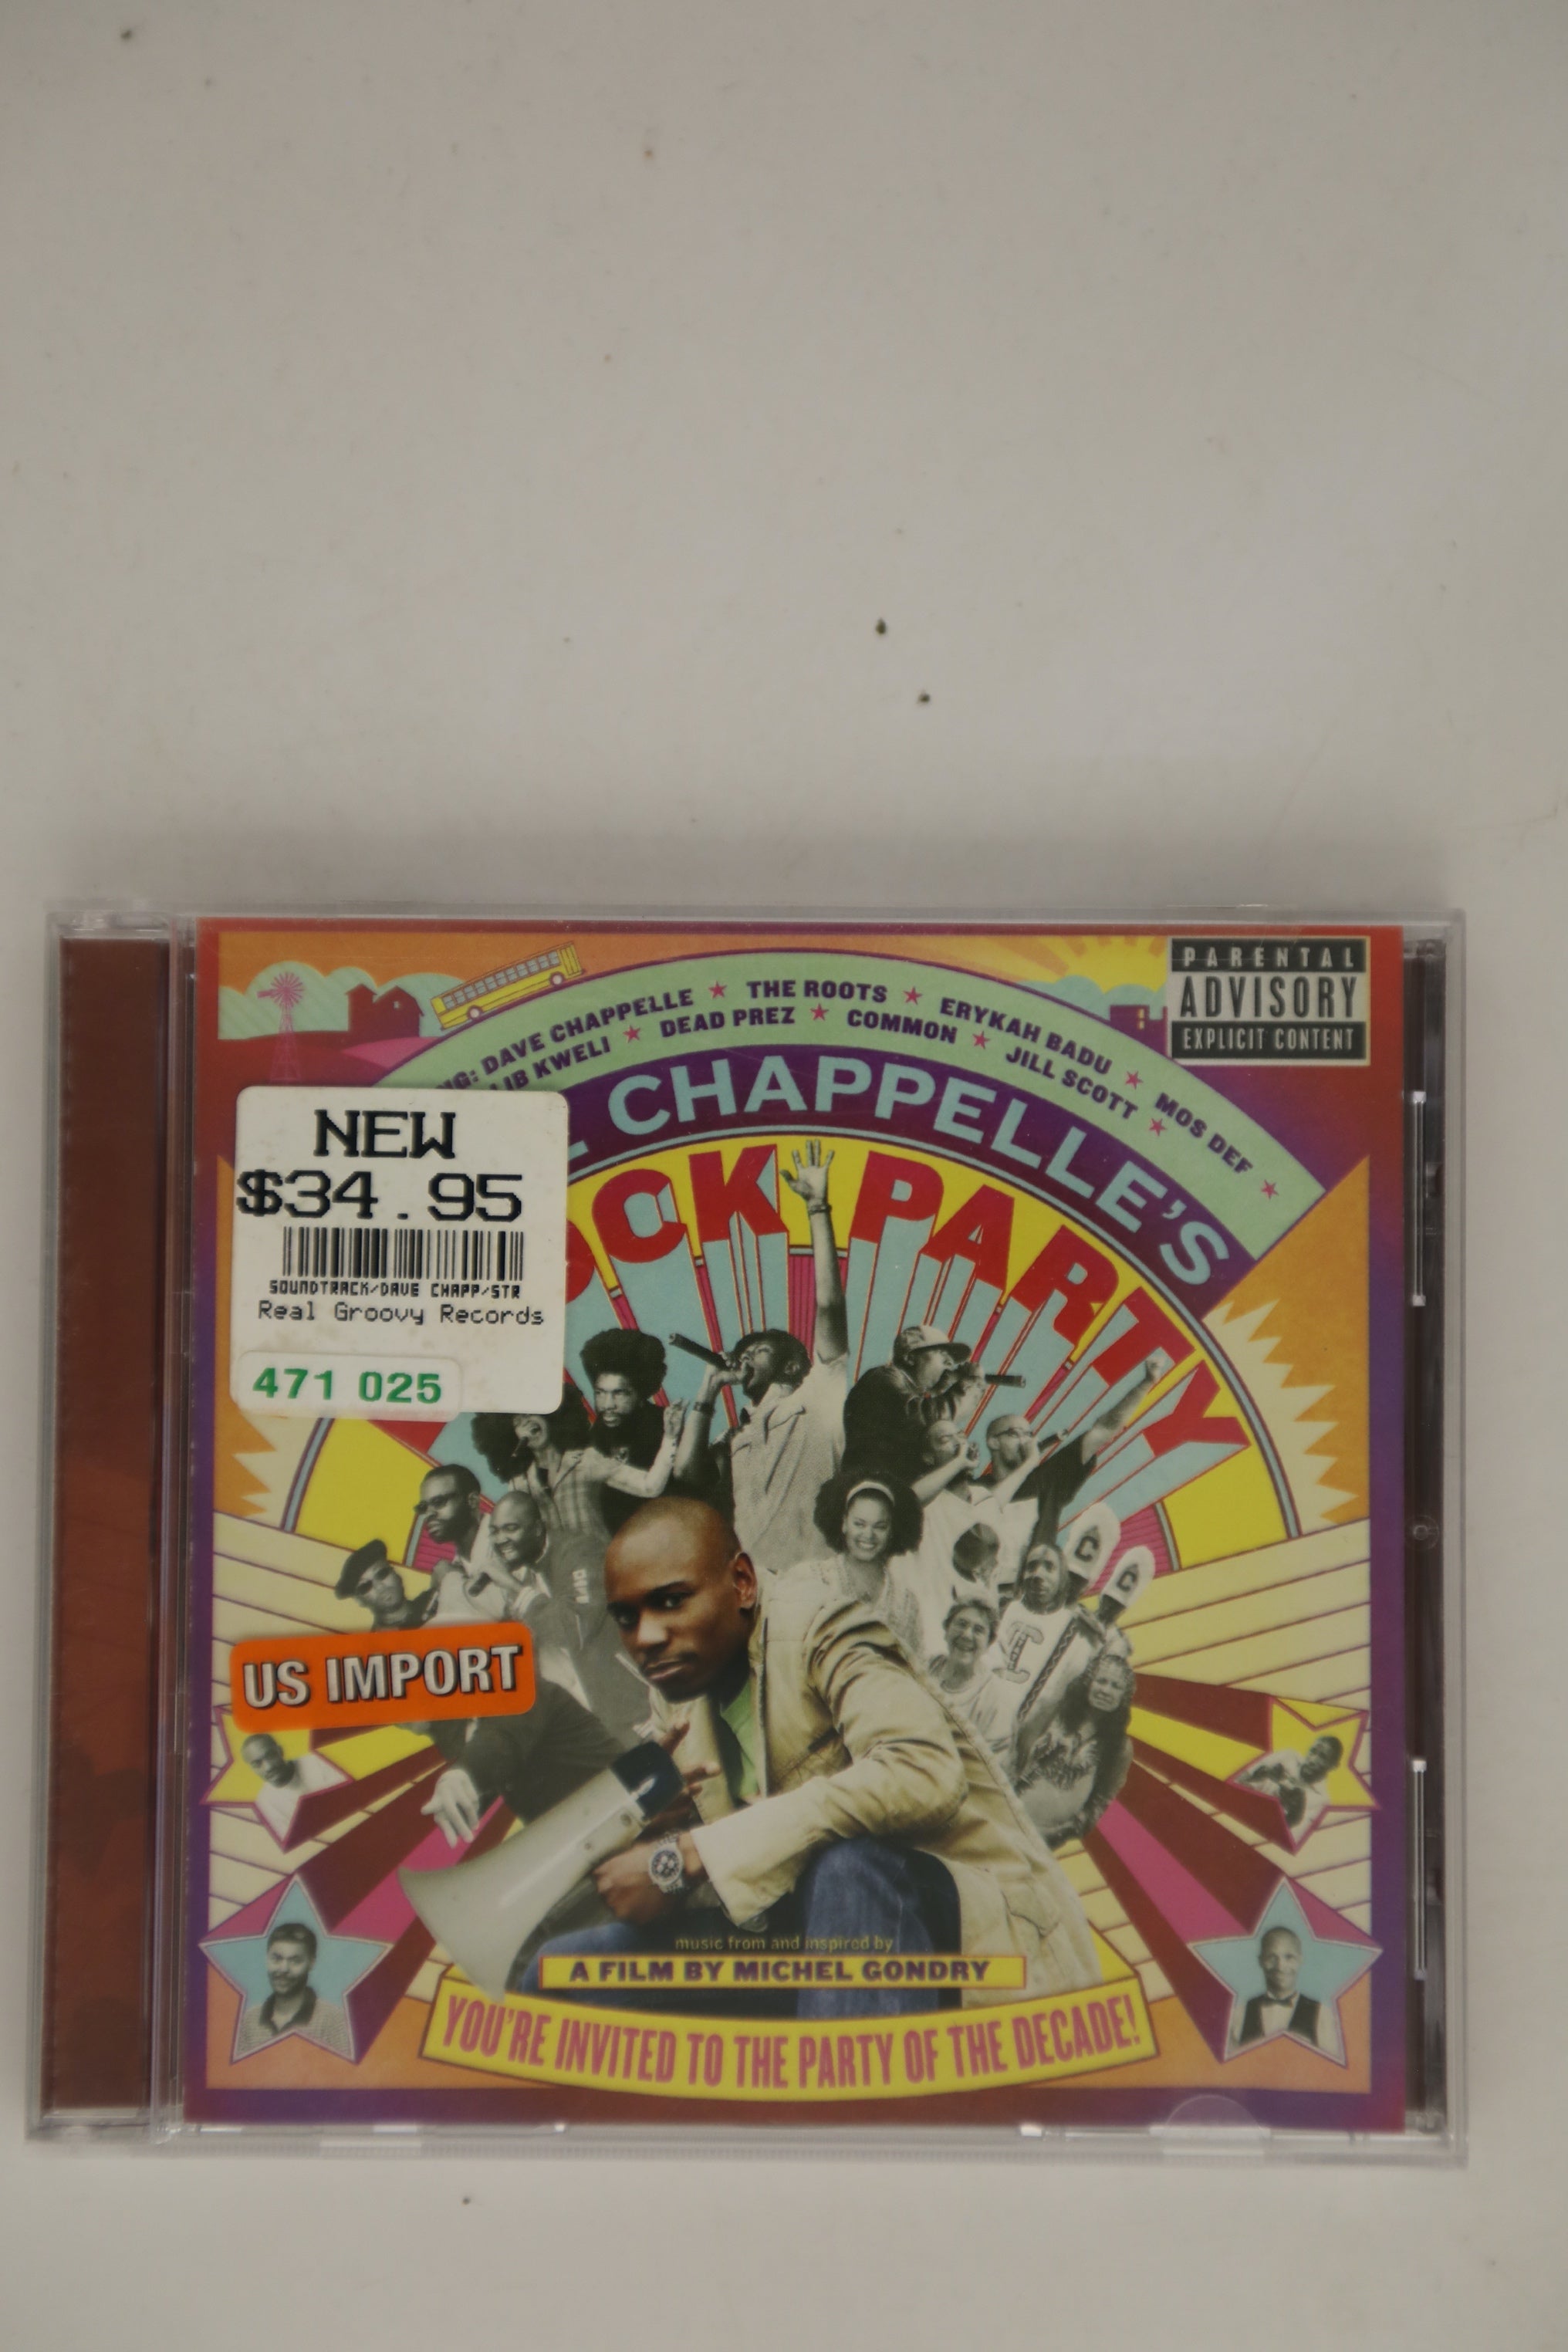 PARENTAL
ADVISORY
EXPLICIT CONTENT
DAVE CHAPPELLE ★ THE ROOTS ★ ERYKAH BADU ★ MOS DEF ★
KWELI ★ DEAD PREZ ★ COMMON ★ JILL SCOTT ★
CHAPPELLE'S
PARTY
NEW
$34.95
SOUNDTRACK/DAVE CHAPP/STR
Real Groovy Records
471 025
C
C
US IMPORT
music from and inspired by
A FILM BY MICHEL GONDRY
YOU'RE INVITED TO THE PARTY OF THE DECADE!